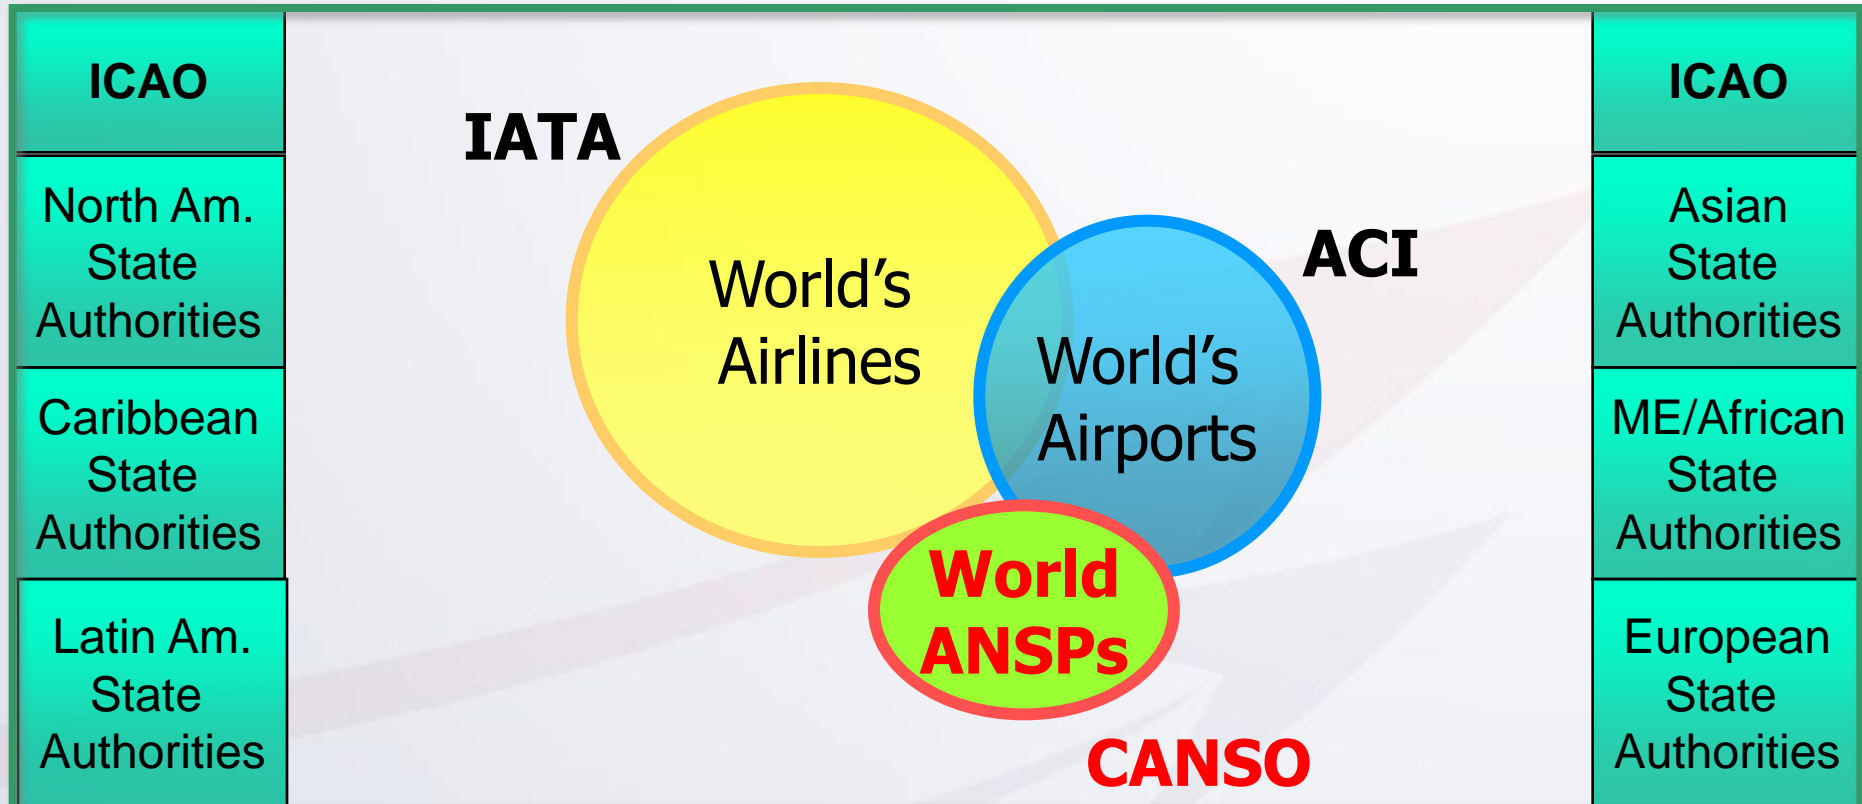 ICAO
North Am.
State
Authorities
Caribbean
State
Authorities
Latin Am.
State
Authorities
IATA
World’s
Airlines
ACI
World’s
Airports
World
ANSPs
CANSO
ICAO
Asian
State
Authorities
ME/African
State
Authorities
European
State
Authorities